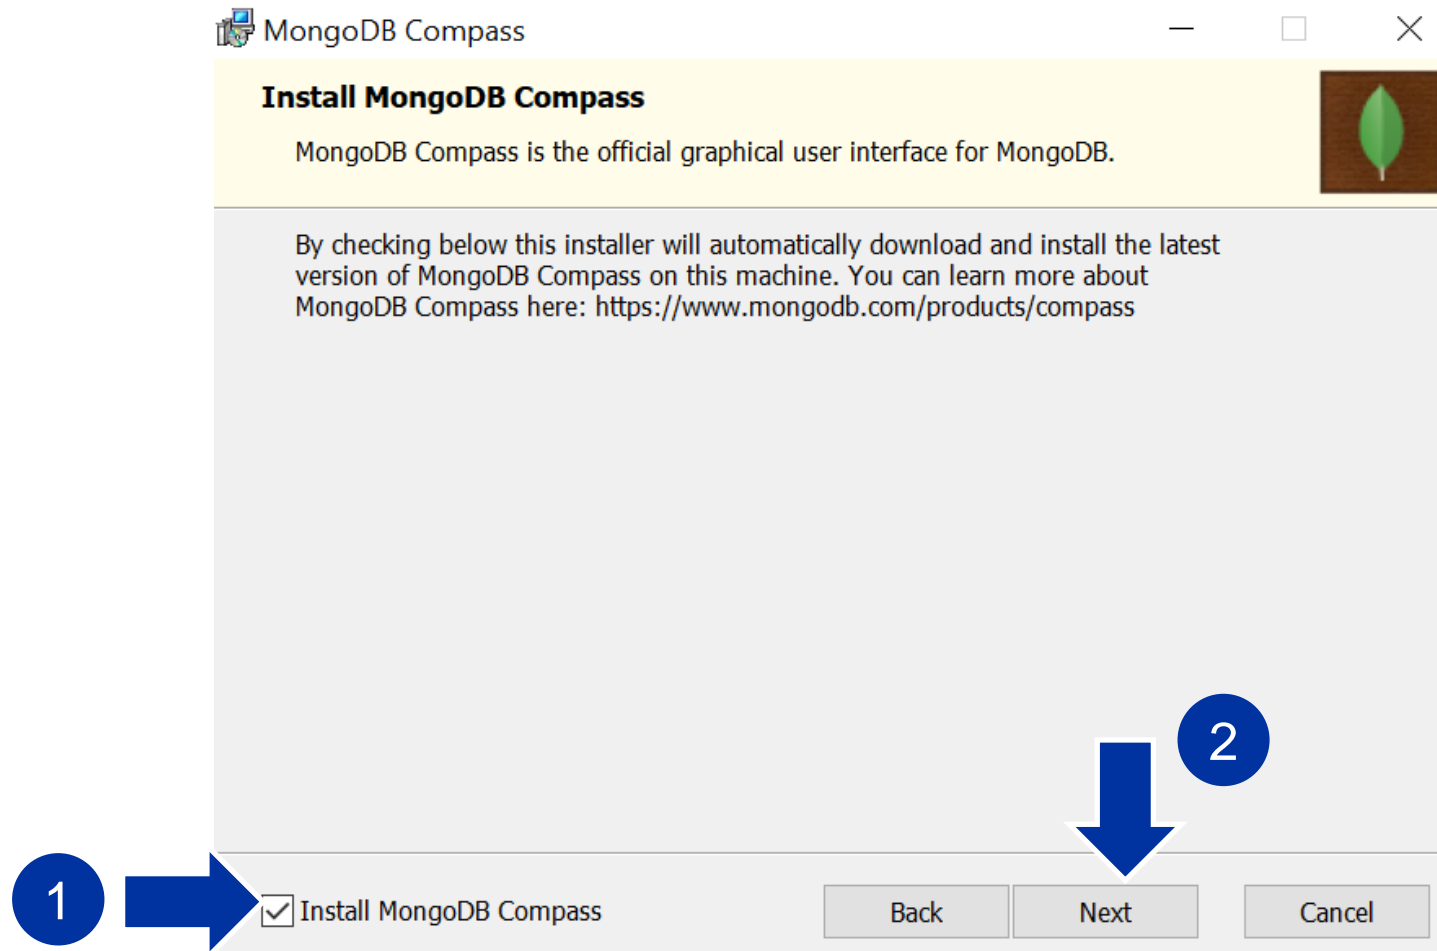 MongoDB Compass
Install MongoDB Compass
MongoDB Compass is the official graphical user interface for MongoDB.
By checking below this installer will automatically download and install the latest
version of MongoDB Compass on this machine. You can learn more about
MongoDB Compass here: https://www.mongodb.com/products/compass
2
1
Install MongoDB Compass
Back
Next
Cancel